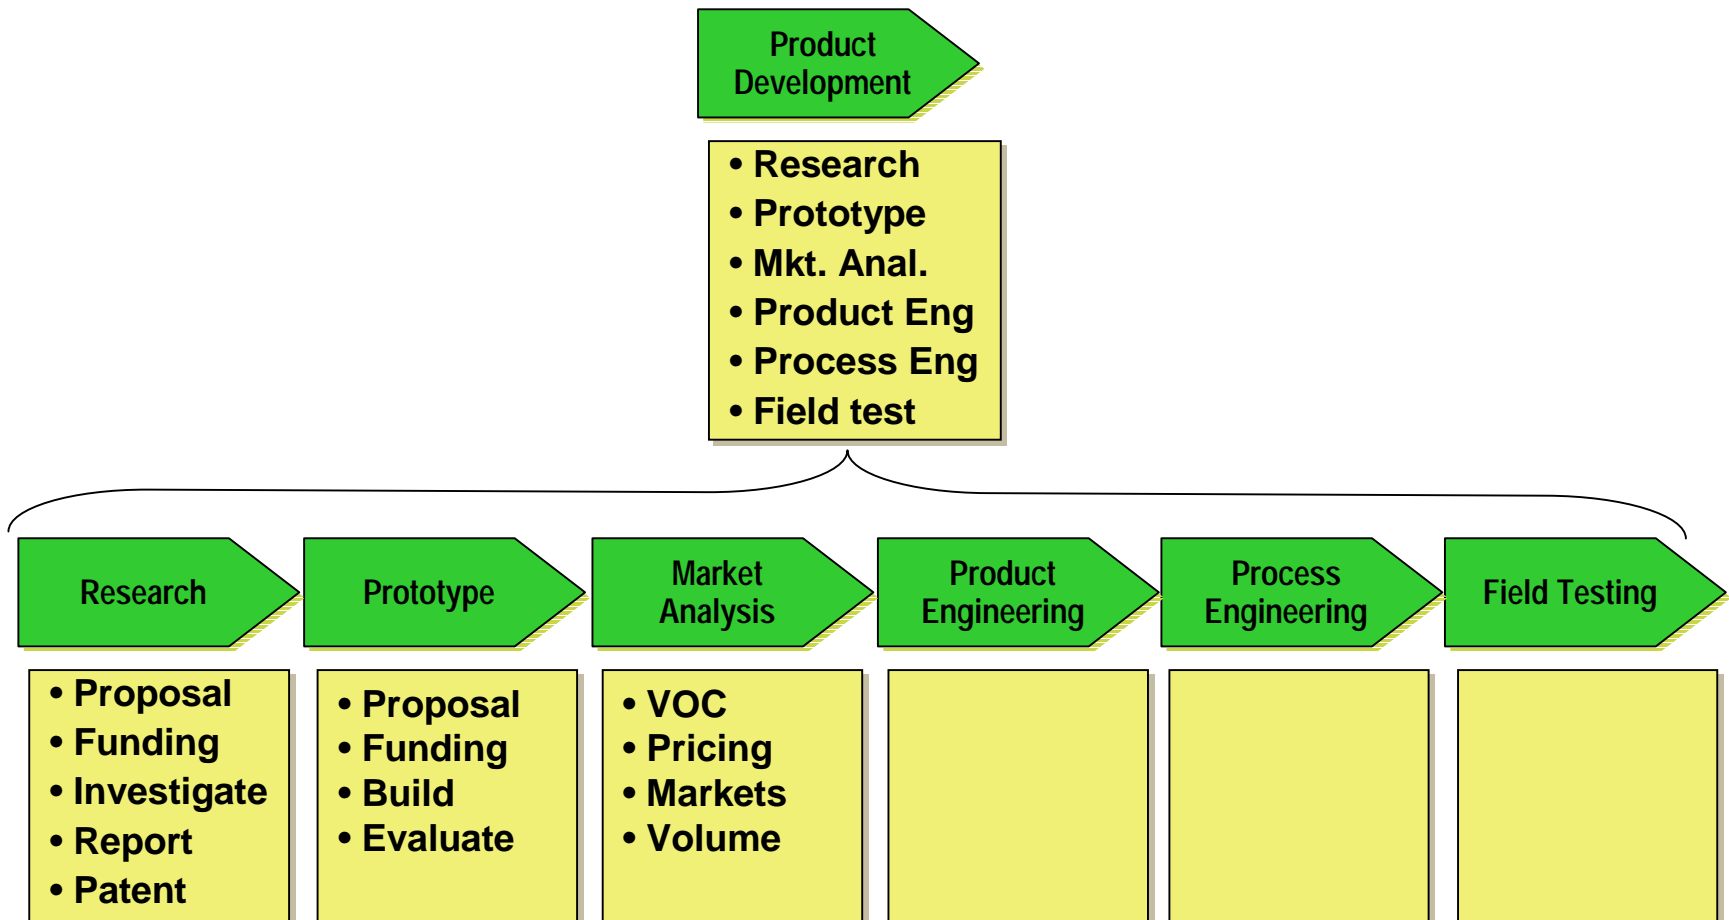 Product
Development
• Research
• Prototype
• Mkt. Anal.
• Product Eng
• Process Eng
• Field test
Research
Prototype
Market
Analysis
Product
Engineering
Process
Engineering
Field Testing
• Proposal
• Funding
• Investigate
• Report
• Patent
• Proposal
• Funding
• Build
• Evaluate
• VOC
• Pricing
• Markets
• Volume